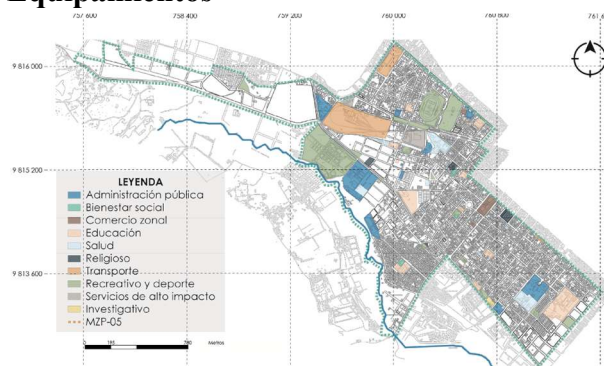 Equipamientos
757 600
758 400
759 200
760 000
760 800
9 816 000
9 815 200
9 813 600
LEYENDA
Administración pública
Bienestar social
Comercio zonal
Educación
Salud
Religioso
Transporte
Recreativo y deporte
Servicios de alto impacto
Investigativo
MZP-05
Metros